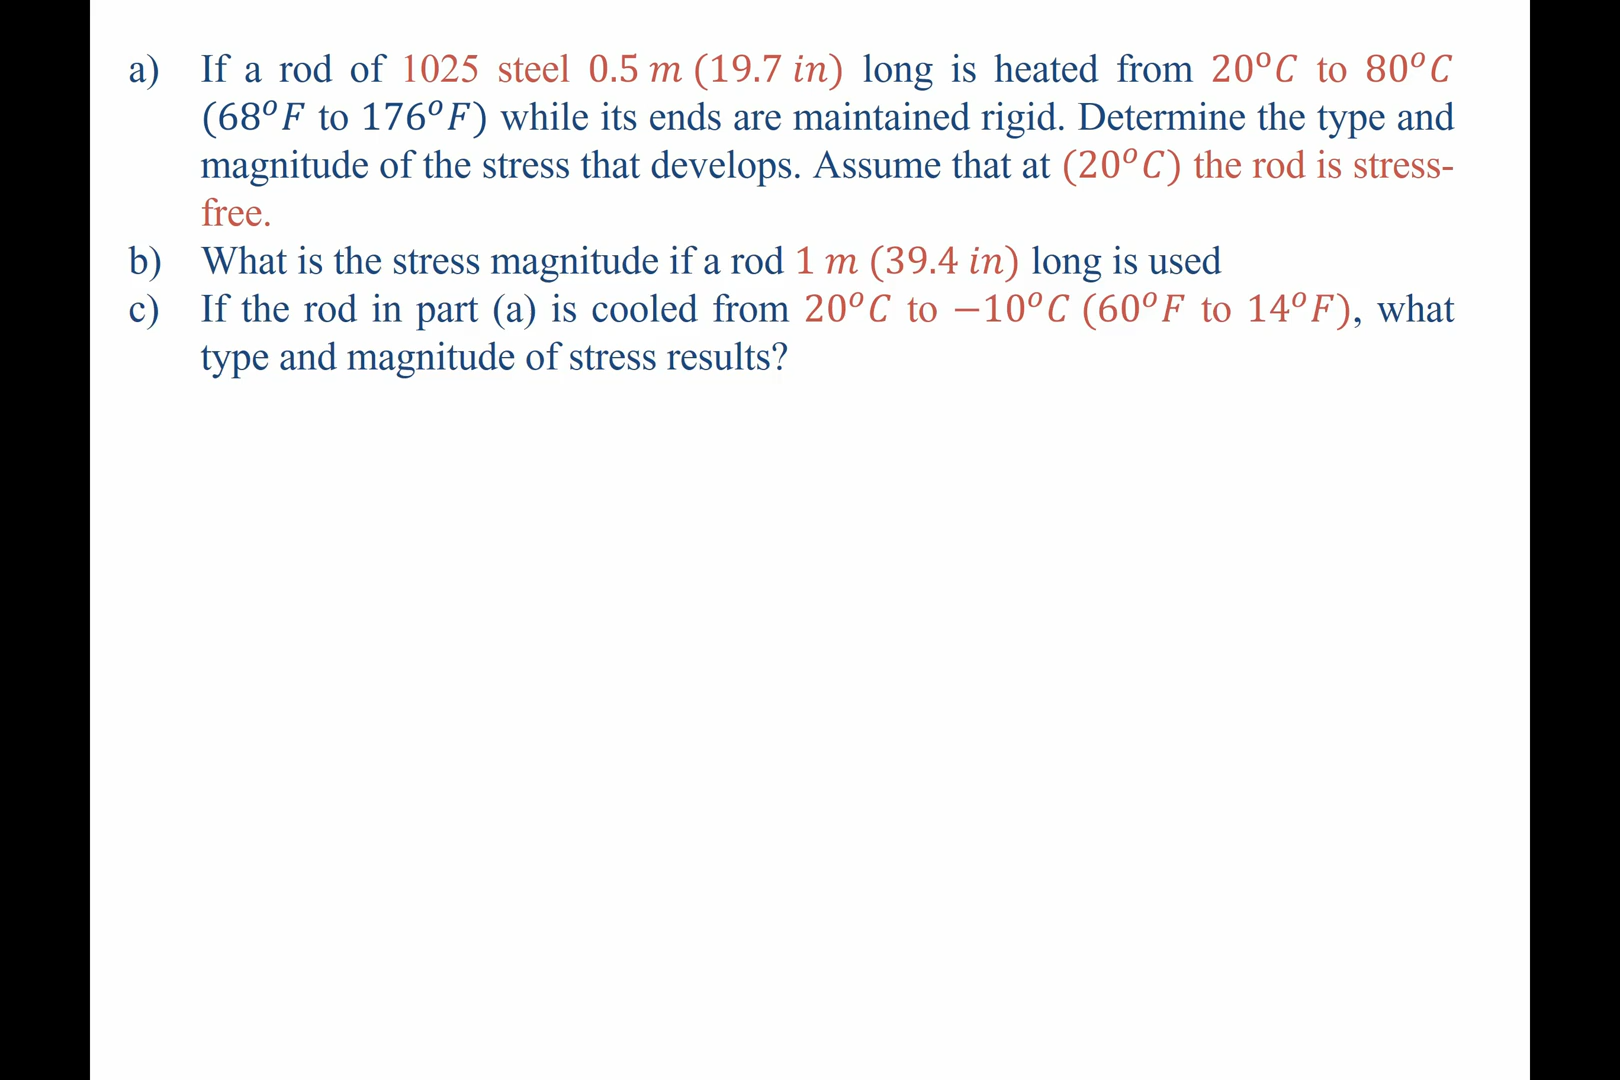 a) If a rod of 1025 steel 0.5 m (19.7 in) long is heated from 20°C to 80°C
(68°F to 176°F) while its ends are maintained rigid. Determine the type and
magnitude of the stress that develops. Assume that at (20°C) the rod is stress-
free.
b) What is the stress magnitude if a rod 1 m (39.4 in) long is used
c) If the rod in part (a) is cooled from 20°C to −10°C (60°F to 14°F), what
type and magnitude of stress results?